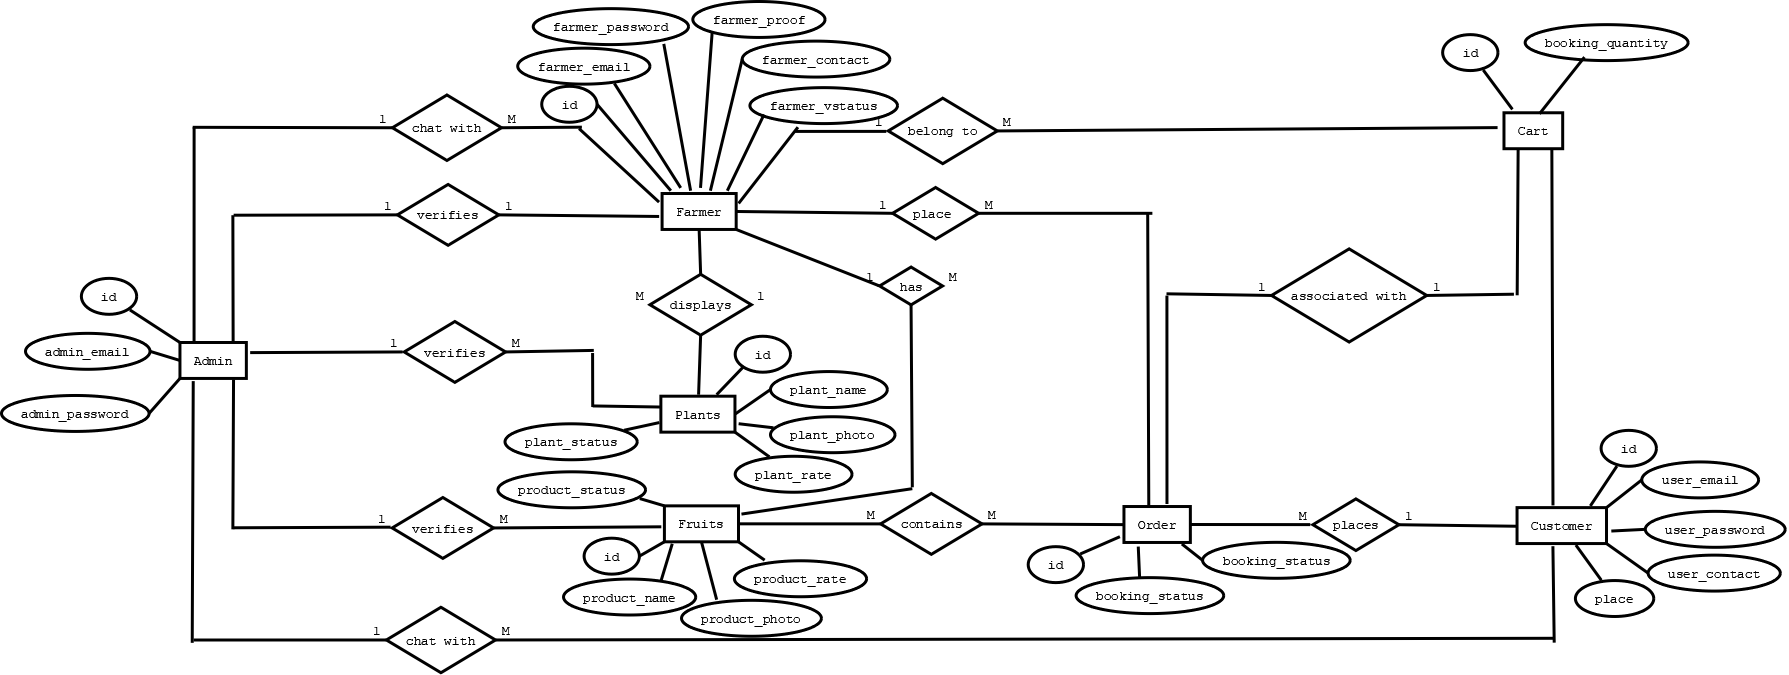 farmer_proof
farmer_password
farmer_contact
farmer_email
id
farmer_vstatus
id
booking_quantity
1
chat with
M
1
belong to
M
Cart
1
verifies
1
Farmer
1
place
M
id
admin_email
Admin
admin_password
M
displays
1
1
has
M
1
associated with
1
1
verifies
M
id
plant_name
Plants
plant_photo
plant_status
plant_rate
id
user_email
Customer
user_password
user_contact
place
product_status
1
verifies
M
Fruits
M
contains
M
Order
M
places
1
id
product_name
product_rate
product_photo
id
booking_status
booking_status
1
chat with
M